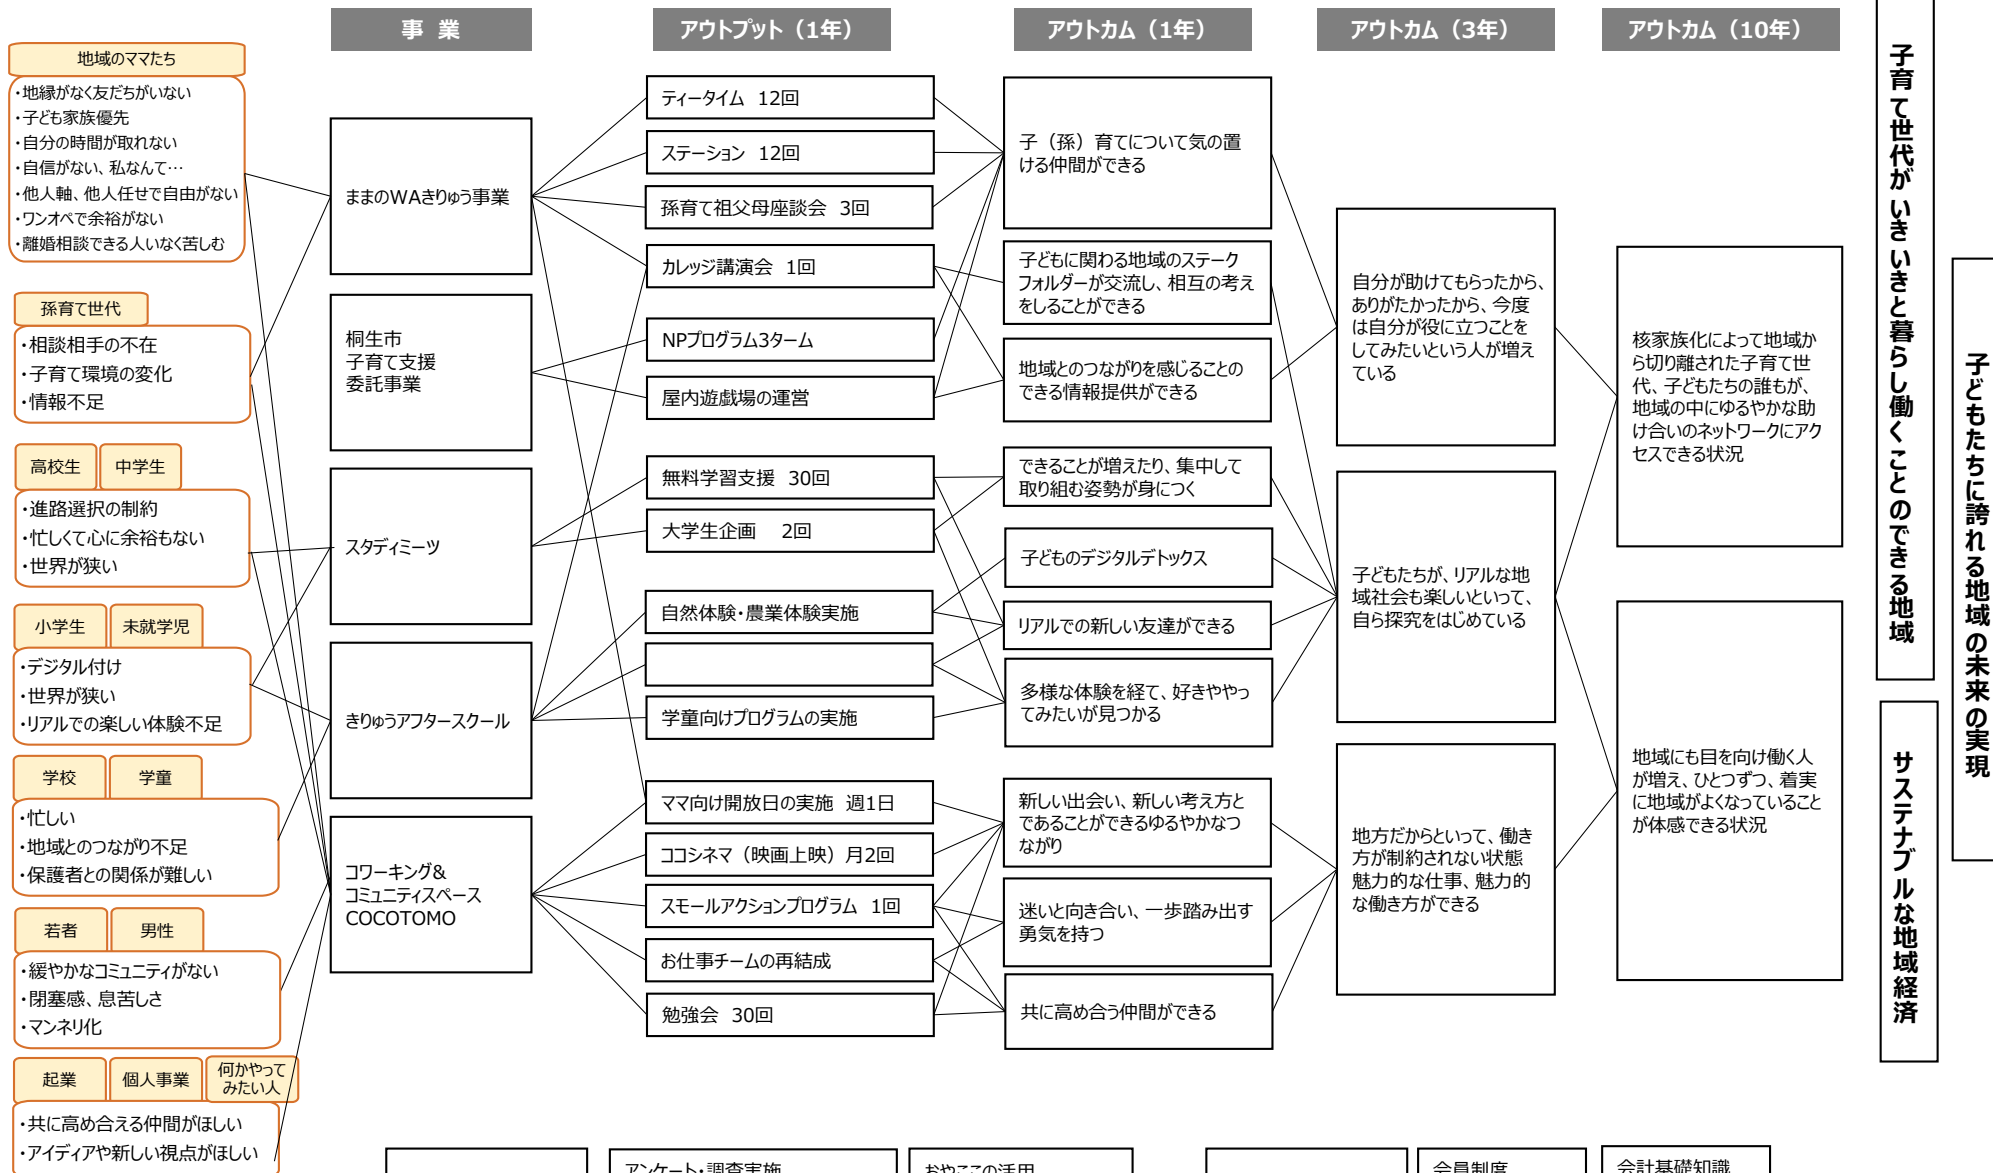 事 業
アウトプット（1年）
アウトカム（1年）
アウトカム（3年）
アウトカム（10年）
地域のママたち
・地縁がなく友だちがいない
・子ども家族優先
・自分の時間が取れない
・自信がない、私なんて…
・他人軸、他人任せで自由がない
・ワンオペで余裕がない
・離婚相談できる人いなく苦しむ
孫育て世代
・相談相手の不在
・子育て環境の変化
・情報不足
高校生
中学生
・進路選択の制約
・忙しくて心に余裕もない
・世界が狭い
小学生
未就学児
・デジタル付け
・世界が狭い
・リアルでの楽しい体験不足
学校
学童
・忙しい
・地域とのつながり不足
・保護者との関係が難しい
若者
男性
・緩やかなコミュニティがない
・閉塞感、息苦しさ
・マンネリ化
起業
個人事業
何かやって
みたい人
・共に高め合える仲間がほしい
・アイディアや新しい視点がほしい
ままのWAきりゅう事業
桐生市
子育て支援
委託事業
スタディミーツ
きりゅうアフタースクール
コワーキング&
コミュニティスペース
COCOTOMO
ティータイム 12回
ステーション 12回
孫育て祖父母座談会 3回
カレッジ講演会 1回
NPプログラム3ターム
屋内遊戯場の運営
無料学習支援 30回
大学生企画 2回
自然体験・農業体験実施
学童向けプログラムの実施
ママ向け開放日の実施 週1日
ココシネマ（映画上映）月2回
スモールアクションプログラム 1回
お仕事チームの再結成
勉強会 30回
子（孫）育てについて気の置
ける仲間ができる
子どもに関わる地域のステーク
フォルダーが交流し、相互の考え
をしることができる
地域とのつながりを感じることの
できる情報提供ができる
できることが増えたり、集中して
取り組む姿勢が身につく
子どものデジタルデトックス
リアルでの新しい友達ができる
多様な体験を経て、好きややっ
てみたいが見つかる
新しい出会い、新しい考え方と
であることができるゆるやかなつ
ながり
迷いと向き合い、一歩踏み出す
勇気を持つ
共に高め合う仲間ができる
自分が助けてもらったから、
ありがたかったから、今度
は自分が役に立つことを
してみたいという人が増え
ている
子どもたちが、リアルな地
域社会も楽しいといって、
自ら探究をはじめている
地方だからといって、働き
方が制約されない状態
魅力的な仕事、魅力的
な働き方ができる
核家族化によって地域か
ら切り離された子育て世
代、子どもたちの誰もが、
地域の中にゆるやかな助
け合いのネットワークにアク
セスできる状況
地域にも目を向け働く人
が増え、ひとつずつ、着実
に地域がよくなっていること
が体感できる状況
子育て世代がいきいきと暮らし働くことのできる地域
サステナブルな地域経済
子どもたちに誇れる地域の未来の実現
アンケート・調査実施
おやここの活用
会員制度
会計基礎知識